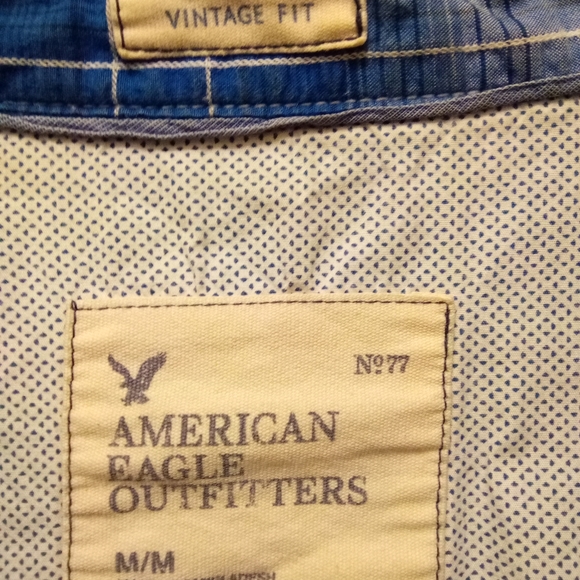 VINTAGE FIT
Nº77
AMERICAN
EAGLE
OUTFITTERS
M/M